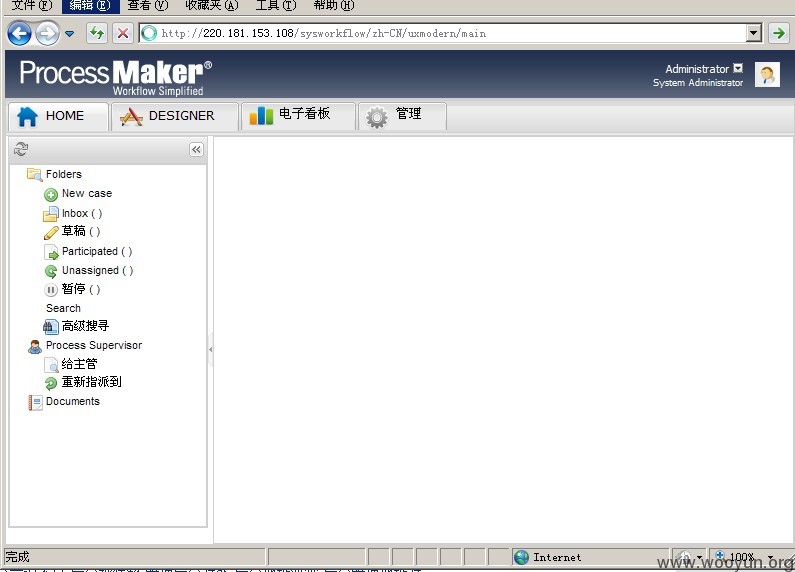 文件(F) 编辑(E) 查看(V) 收藏夹(A) 工具(T) 帮助(H)
http://220.181.153.108/sysworkflow/zh-CN/uxmodern/main
ProcessMaker®
Workflow Simplified
Administrator
System Administrator
HOME DESIGNER 电子看板 管理
Folders
New case
Inbox ( )
草稿 ( )
Participated ( )
Unassigned ( )
暂停 ( )
Search
高级搜寻
Process Supervisor
给主管
重新指派到
Documents
完成 Internet 100%
www.wooyun.org